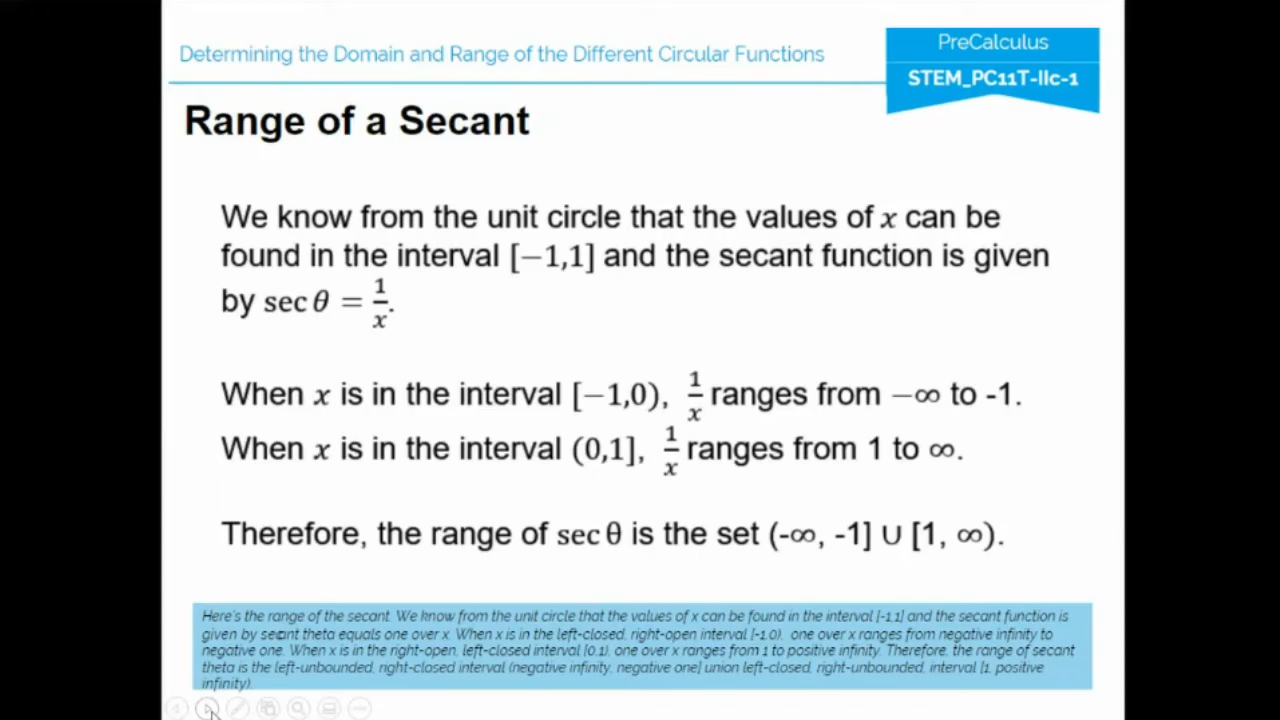 Determining the Domain and Range of the Different Circular Functions
PreCalculus
STEM_PC11T-IIc-1
Range of a Secant
We know from the unit circle that the values of x can be
found in the interval [−1,1] and the secant function is given
by sec θ = 1/x.
When x is in the interval [−1,0), 1/x ranges from −∞ to -1.
When x is in the interval (0,1], 1/x ranges from 1 to ∞.
Therefore, the range of sec θ is the set (-∞, -1] ∪ [1, ∞).
Here's the range of the secant. We know from the unit circle that the values of x can be found in the interval [-1,1] and the secant function is
given by secant theta equals one over x. When x is in the left-closed, right-open interval [-1,0), one over x ranges from negative infinity to
negative one. When x is in the right-open, left-closed interval [0,1), one over x ranges from 1 to positive infinity. Therefore, the range of secant
theta is the left-unbounded, right-closed interval (negative infinity, negative one] union left-closed, right-unbounded, interval [1, positive
infinity).